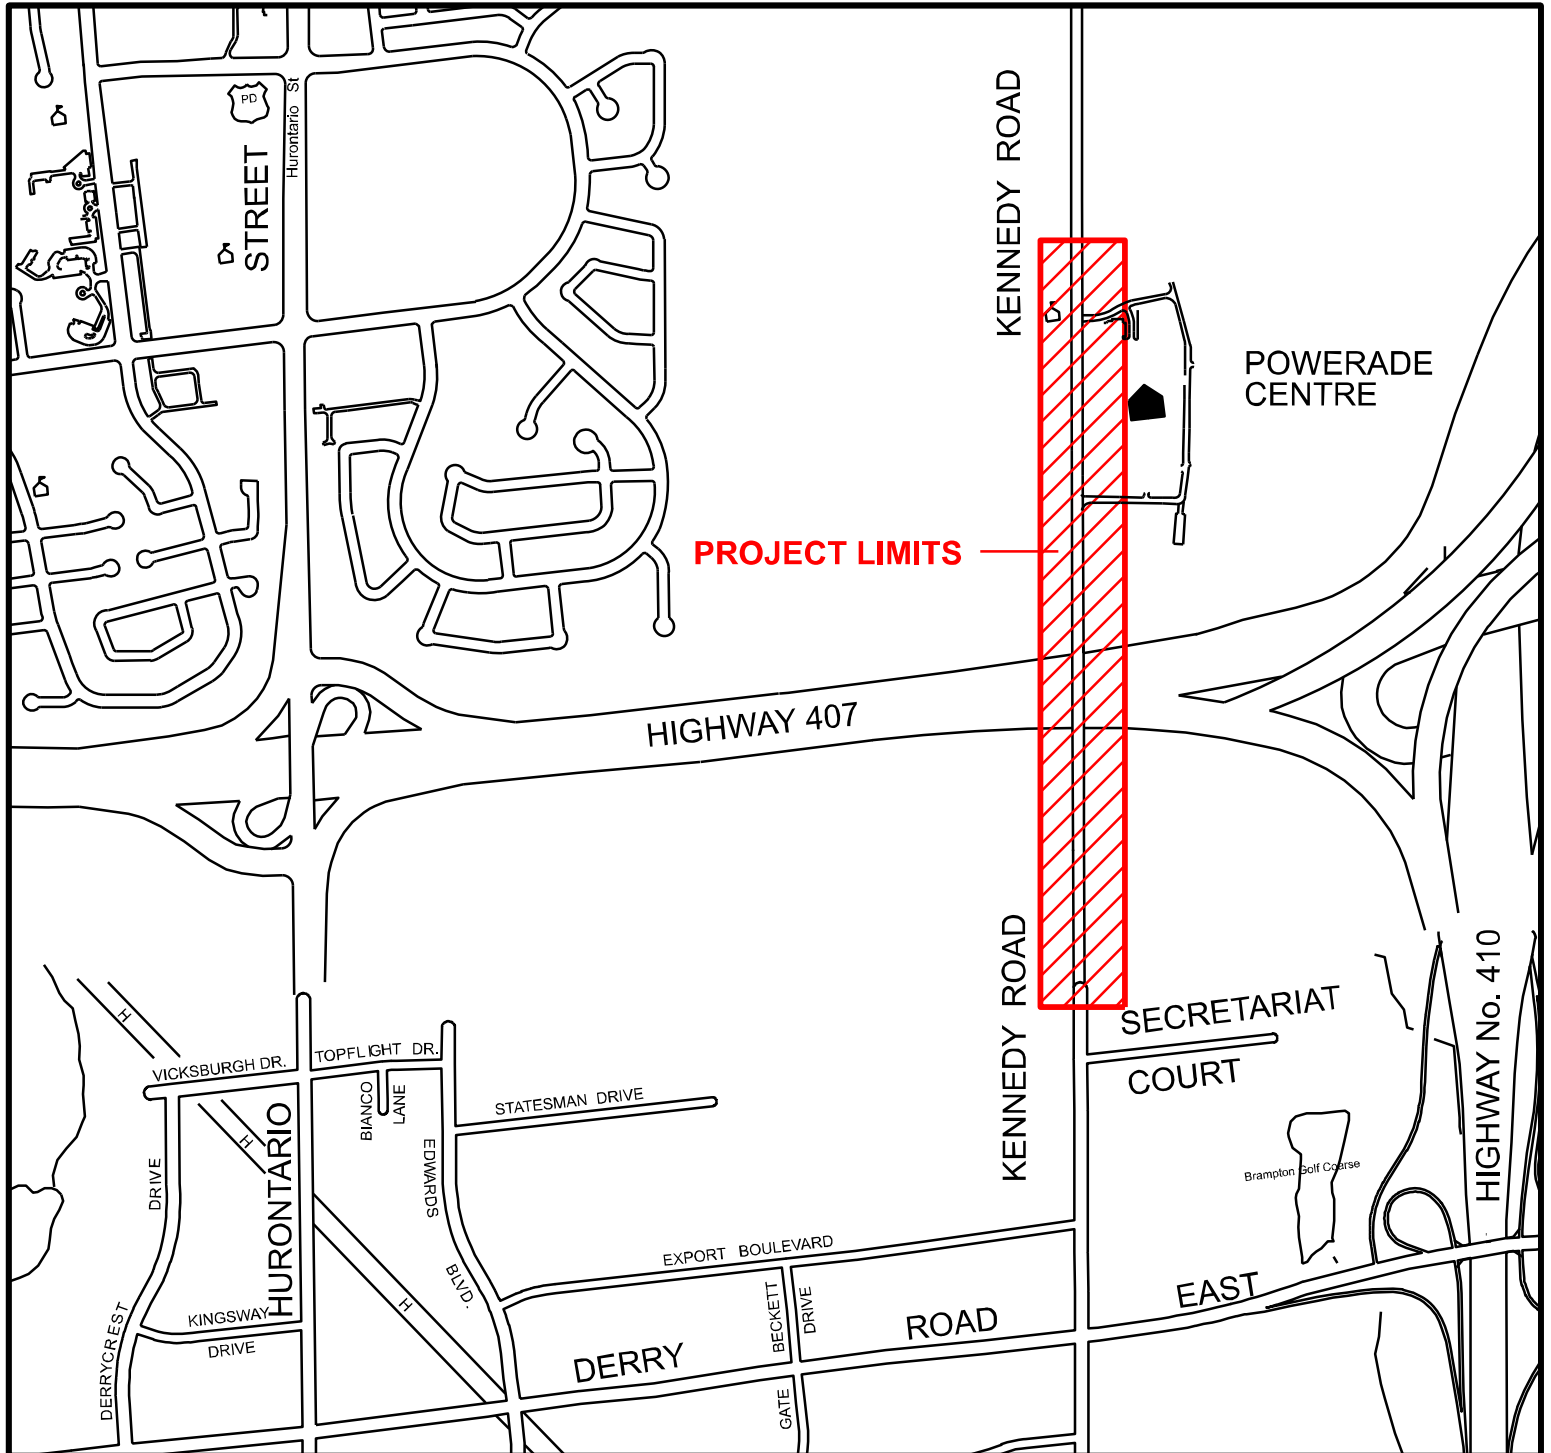 PD
Hurontario St
STREET
KENNEDY ROAD
POWERADE
CENTRE
PROJECT LIMITS
HIGHWAY 407
KENNEDY ROAD
SECRETARIAT
COURT
HIGHWAY No. 410
H
VICKSBURGH DR.
TOPFLIGHT DR.
BIANCO
LANE
STATESMAN DRIVE
H
HURONTARIO
EDWARDS
BLVD.
DRIVE
DERRYCREST
Brampton Golf Coarse
EXPORT BOULEVARD
BECKETT
DRIVE
H
KINGSWAY
DRIVE
DERRY
ROAD
EAST
GATE